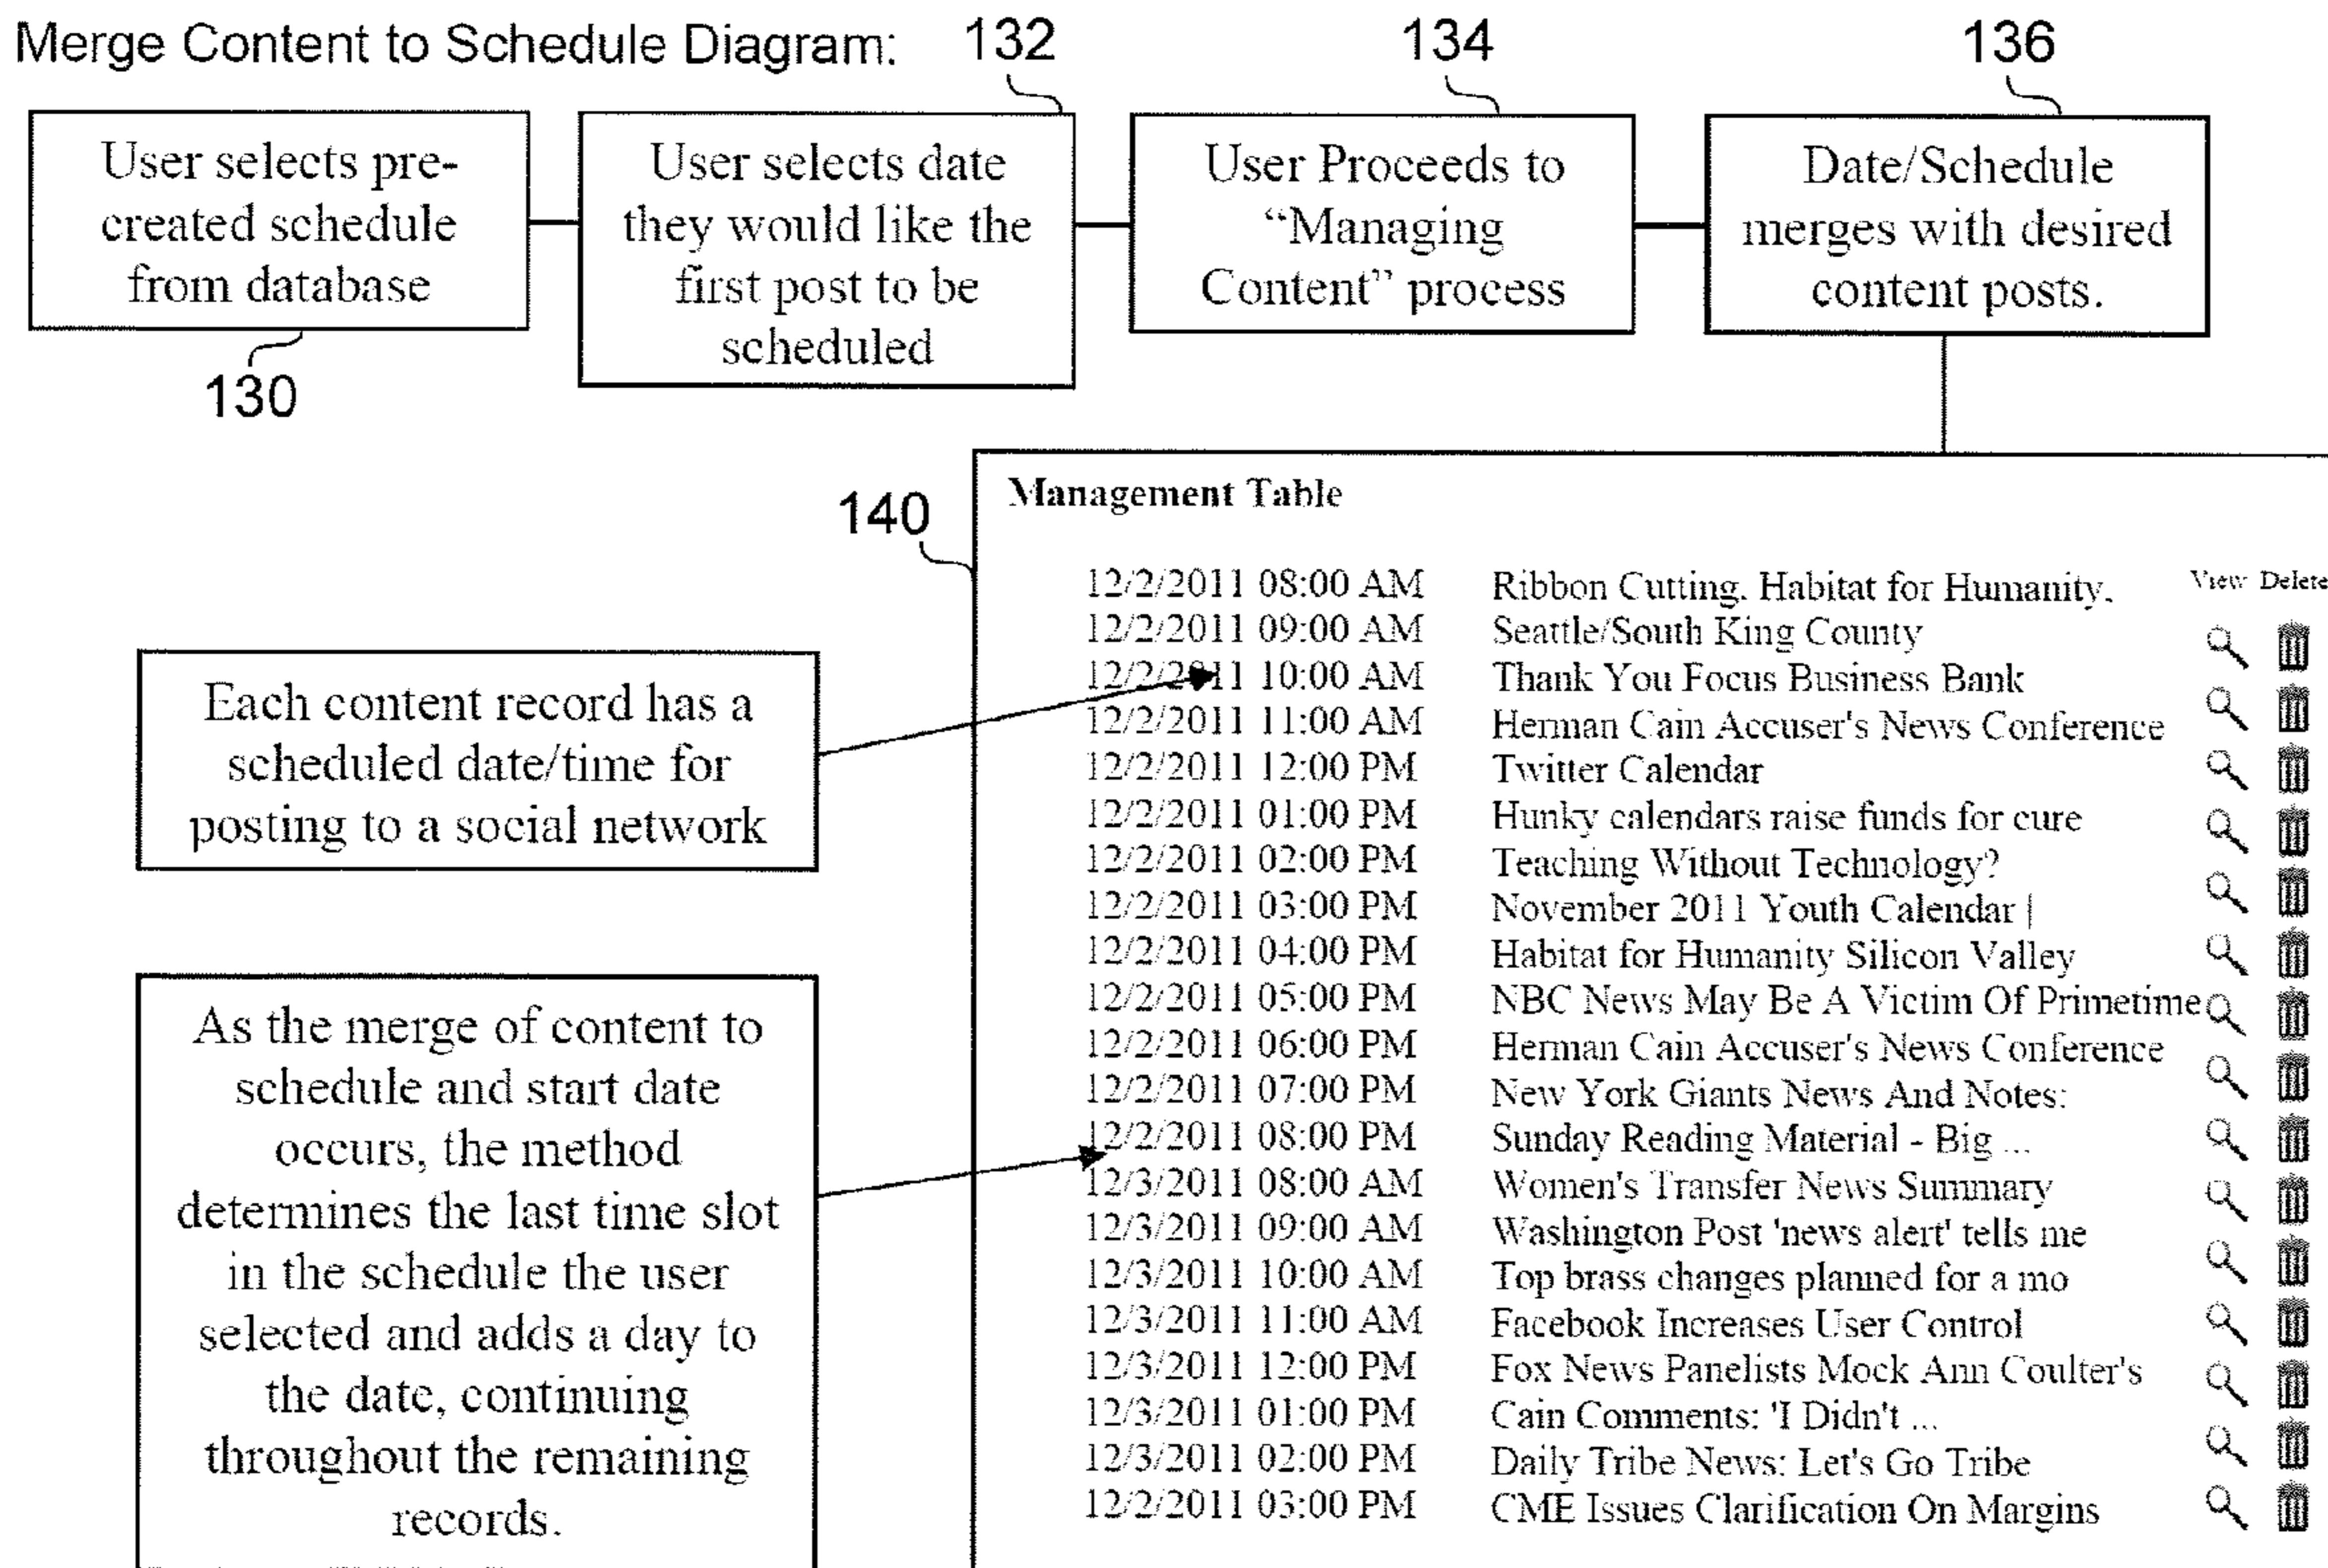 Merge Content to Schedule Diagram:
132
134
136
User selects pre-
created schedule
from database
130
User selects date
they would like the
first post to be
scheduled
User Proceeds to
“Managing
Content” process
Date/Schedule
merges with desired
content posts.
140
Management Table
View Delete
12/2/2011 08:00 AM Ribbon Cutting. Habitat for Humanity.
12/2/2011 09:00 AM Seattle/South King County
12/2/2011 10:00 AM Thank You Focus Business Bank
12/2/2011 11:00 AM Herman Cain Accuser's News Conference
12/2/2011 12:00 PM Twitter Calendar
12/2/2011 01:00 PM Hunky calendars raise funds for cure
12/2/2011 02:00 PM Teaching Without Technology?
12/2/2011 03:00 PM November 2011 Youth Calendar |
12/2/2011 04:00 PM Habitat for Humanity Silicon Valley
12/2/2011 05:00 PM NBC News May Be A Victim Of Primetime
12/2/2011 06:00 PM Herman Cain Accuser's News Conference
12/2/2011 07:00 PM New York Giants News And Notes:
12/2/2011 08:00 PM Sunday Reading Material - Big ...
12/3/2011 08:00 AM Women's Transfer News Summary
12/3/2011 09:00 AM Washington Post 'news alert' tells me
12/3/2011 10:00 AM Top brass changes planned for a mo
12/3/2011 11:00 AM Facebook Increases User Control
12/3/2011 12:00 PM Fox News Panelists Mock Ann Coulter's
12/3/2011 01:00 PM Cain Comments: 'I Didn't ...
12/3/2011 02:00 PM Daily Tribe News: Let's Go Tribe
12/2/2011 03:00 PM CME Issues Clarification On Margins
Each content record has a
scheduled date/time for
posting to a social network
As the merge of content to
schedule and start date
occurs, the method
determines the last time slot
in the schedule the user
selected and adds a day to
the date, continuing
throughout the remaining
records.